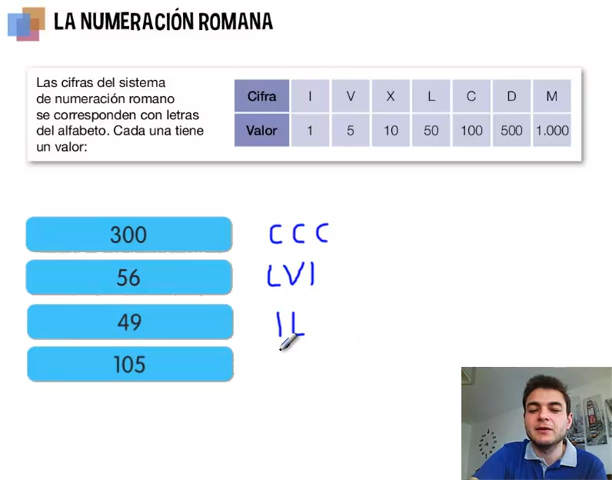 LA NUMERACIÓN ROMANA
Las cifras del sistema
de numeración romano
se corresponden con letras
del alfabeto. Cada una tiene
un valor:
Cifra I V X L C D M
Valor 1 5 10 50 100 500 1.000
300 C C C
56 LVI
49 IL
105